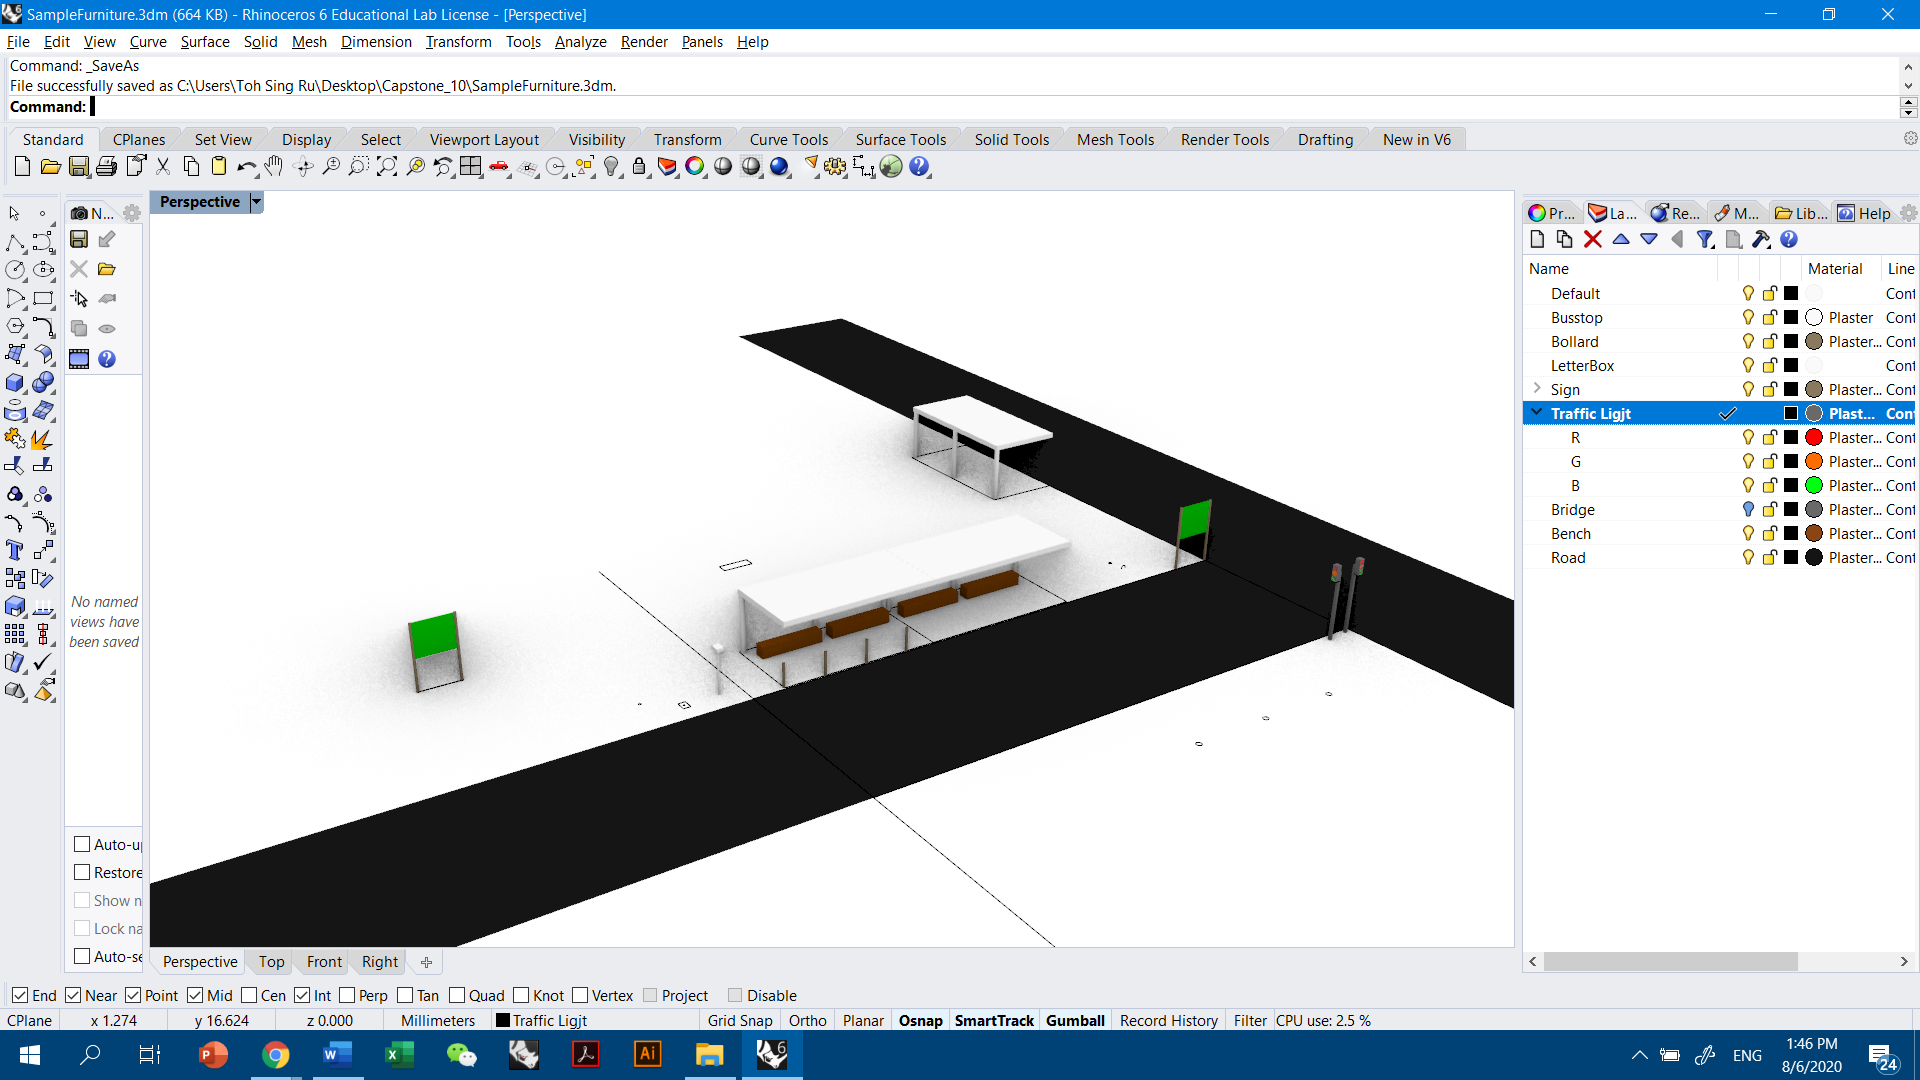 SampleFurniture.3dm (664 KB) - Rhinoceros 6 Educational Lab License - [Perspective]
File Edit View Curve Surface Solid Mesh Dimension Transform Tools Analyze Render Panels Help
Command: _SaveAs
File successfully saved as C:\Users\Toh Sing Ru\Desktop\Capstone_10\SampleFurniture.3dm.
Command:
Standard CPlanes Set View Display Select Viewport Layout Visibility Transform Curve Tools Surface Tools Solid Tools Mesh Tools Render Tools Drafting New in V6
N...
Perspective
No named
views have
been saved
Auto-u
Restore
Show n
Lock na
Auto-se
Pr... La... Re... M... Lib... Help
Name Material Line
Default Cont
Busstop Plaster Cont
Bollard Plaster... Cont
LetterBox Cont
Sign Plaster... Cont
Traffic Ligjt Plast... Con
R Plaster... Cont
G Plaster... Cont
B Plaster... Cont
Bridge Plaster... Cont
Bench Plaster... Cont
Road Plaster... Cont
Perspective Top Front Right
End Near Point Mid Cen Int Perp Tan Quad Knot Vertex Project Disable
CPlane x 1.274 y 16.624 z 0.000 Millimeters Traffic Ligjt Grid Snap Ortho Planar Osnap SmartTrack Gumball Record History Filter CPU use: 2.5 %
ENG
1:46 PM
8/6/2020
24